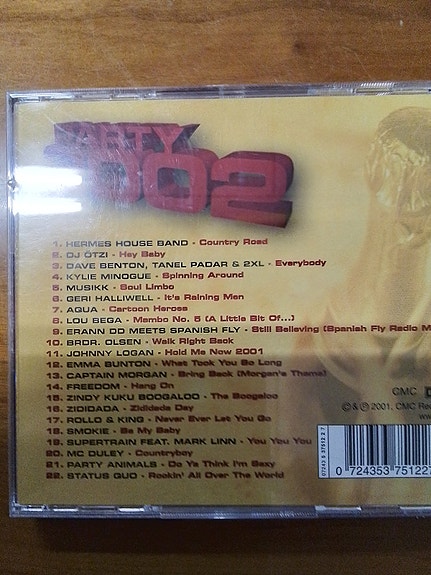 PARTY
2002
1. HERMES HOUSE BAND - Country Road
2. DJ ÖTZI - Hey Baby
3. DAVE BENTON, TANEL PADAR & 2XL - Everybody
4. KYLIE MINOGUE - Spinning Around
5. MUSIKK - Soul Limbo
6. GERI HALLIWELL - It's Raining Men
7. AQUA - Cartoon Heroes
8. LOU BEGA - Mambo No. 5 (A Little Bit Of...)
9. ERANN DD MEETS SPANISH FLY - Still Believing (Spanish Fly Radio M
10. BRDR. OLSEN - Walk Right Back
11. JOHNNY LOGAN - Hold Me Now 2001
12. EMMA BUNTON - What Took You So Long
13. CAPTAIN MORGAN - Bring Back (Morgan's Theme)
14. FREEDOM - Hang On
15. ZINDY KUKU BOOGALOO - The Boogaloo
16. ZIDIDADA - Zididada Day
17. ROLLO & KING - Never Ever Let You Go
18. SMOKIE - Be My Baby
19. SUPERTRAIN FEAT. MARK LINN - You You You
20. MC DULEY - Countryboy
21. PARTY ANIMALS - Do Ya Think I'm Sexy
22. STATUS QUO - Rockin' All Over The World
CMC
© & ℗ 2001, CMC Rec
www
0 724353 751227